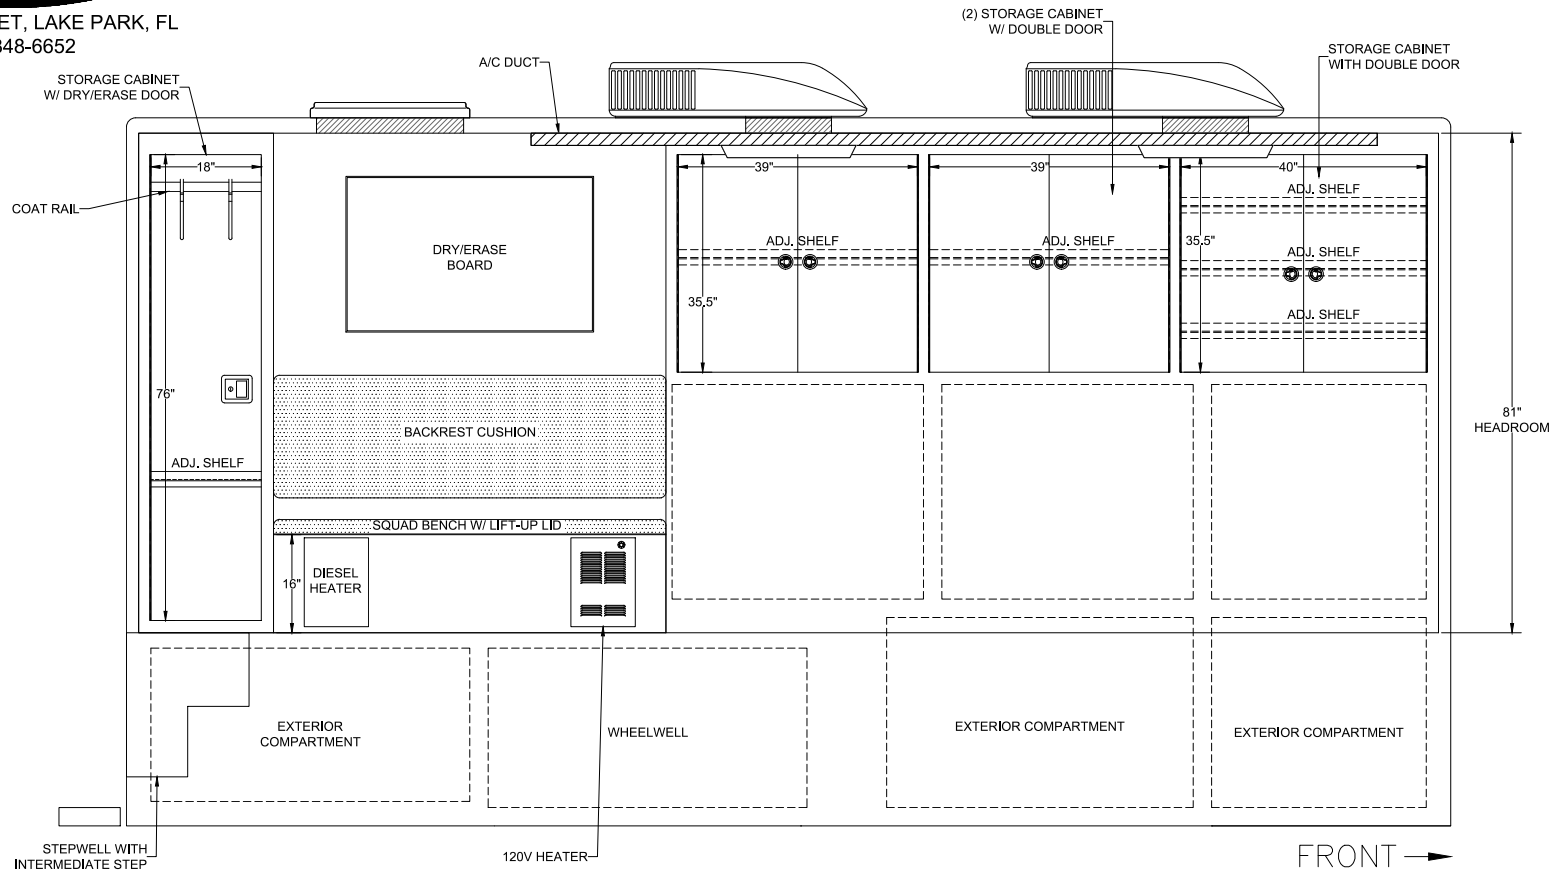 ET, LAKE PARK, FL
848-6652
(2) STORAGE CABINET
W/ DOUBLE DOOR
STORAGE CABINET
WITH DOUBLE DOOR
A/C DUCT
STORAGE CABINET
W/ DRY/ERASE DOOR
18"
39"
39"
40"
ADJ. SHELF
COAT RAIL
DRY/ERASE
BOARD
ADJ. SHELF
ADJ. SHELF
35.5"
ADJ. SHELF
35.5"
ADJ. SHELF
76"
81"
HEADROOM
BACKREST CUSHION
ADJ. SHELF
SQUAD BENCH W/ LIFT-UP LID
16"
DIESEL
HEATER
EXTERIOR
COMPARTMENT
WHEELWELL
EXTERIOR COMPARTMENT
EXTERIOR COMPARTMENT
STEPWELL WITH
INTERMEDIATE STEP
120V HEATER
FRONT